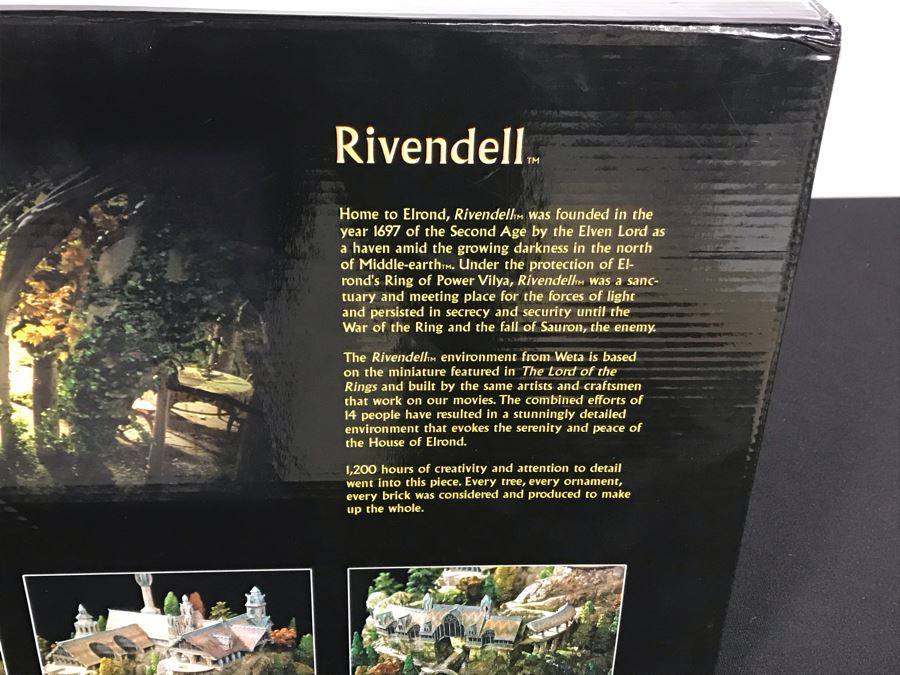 Rivendell™
Home to Elrond, Rivendell™ was founded in the
year 1697 of the Second Age by the Elven Lord as
a haven amid the growing darkness in the north
of Middle-earth™. Under the protection of El-
rond's Ring of Power Vilya, Rivendell™ was a sanc-
tuary and meeting place for the forces of light
and persisted in secrecy and security until the
War of the Ring and the fall of Sauron, the enemy.
The Rivendell™ environment from Weta is based
on the miniature featured in The Lord of the
Rings and built by the same artists and craftsmen
that work on our movies. The combined efforts of
14 people have resulted in a stunningly detailed
environment that evokes the serenity and peace of
the House of Elrond.
1,200 hours of creativity and attention to detail
went into this piece. Every tree, every ornament,
every brick was considered and produced to make
up the whole.